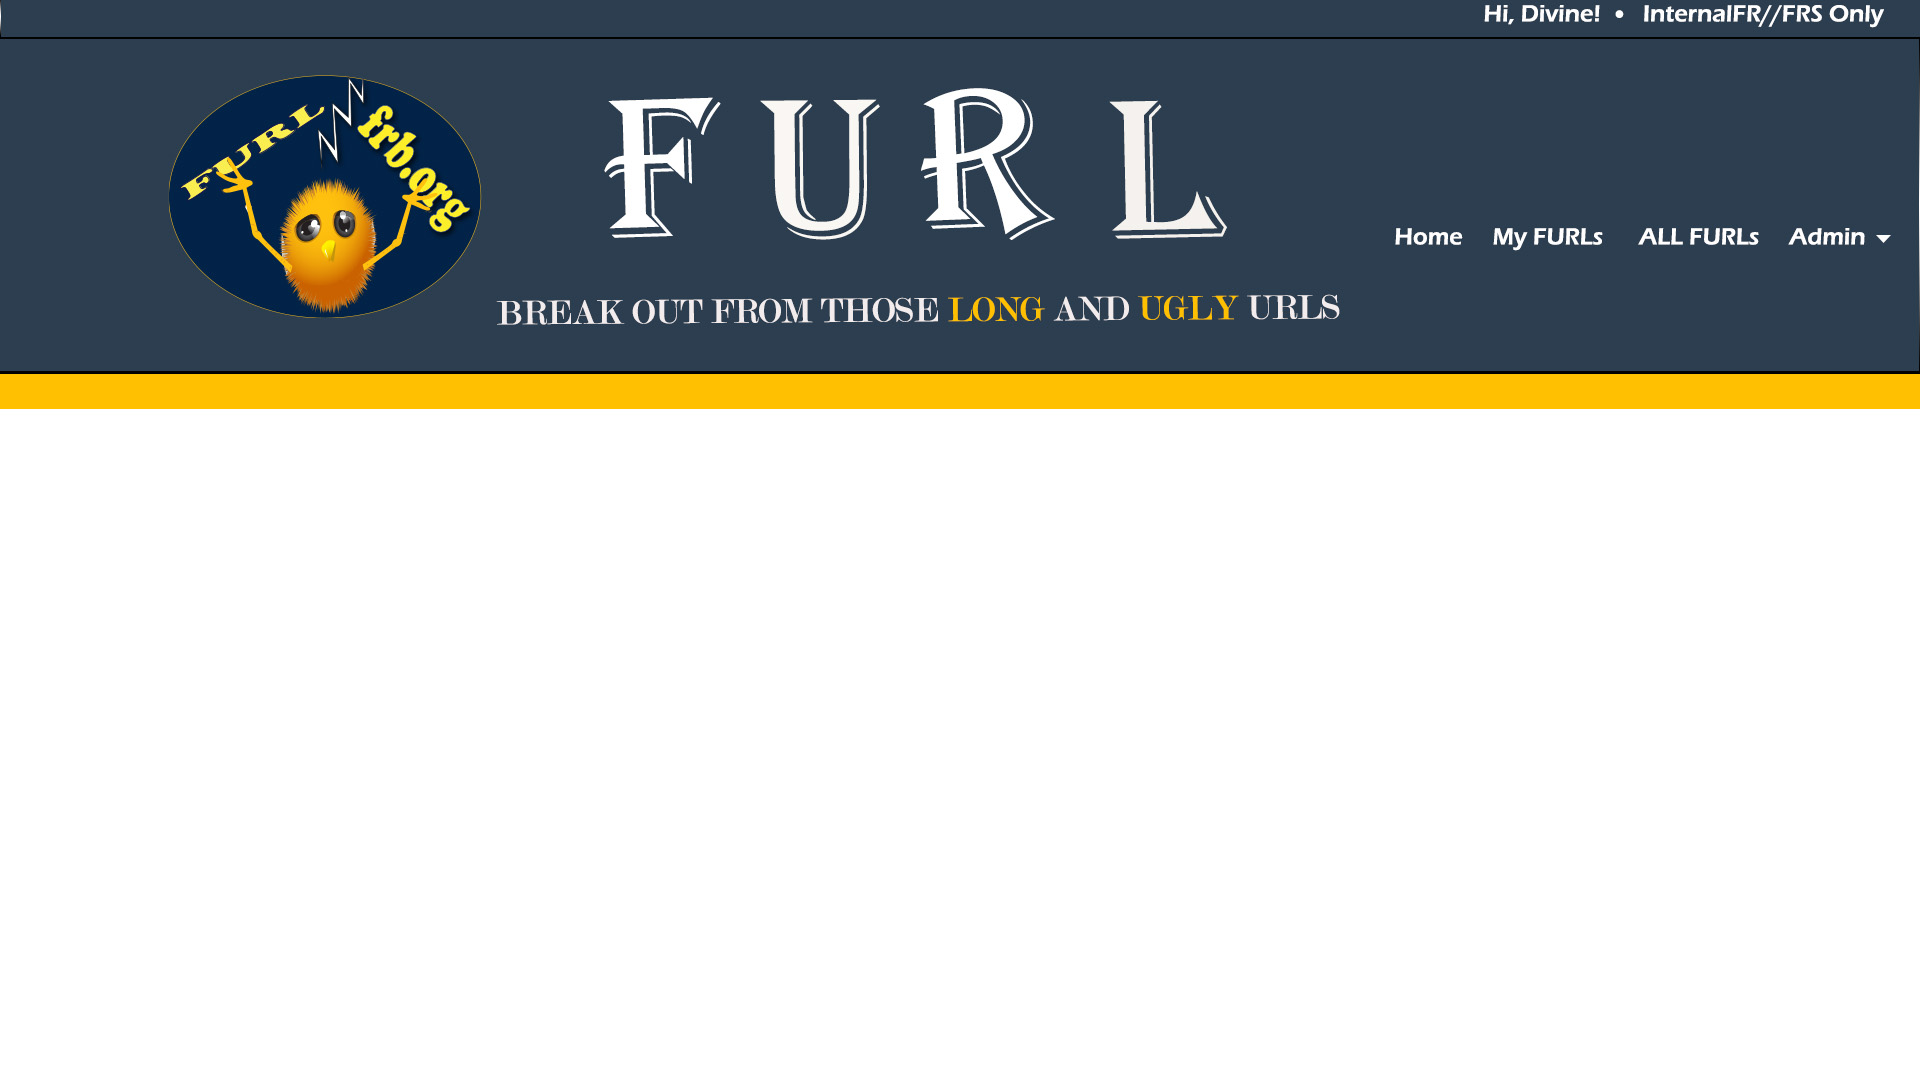 Hi, Divine! • InternalFR//FRS Only
FURL frb.org
FURL
Home My FURLs ALL FURLs Admin
BREAK OUT FROM THOSE LONG AND UGLY URLS